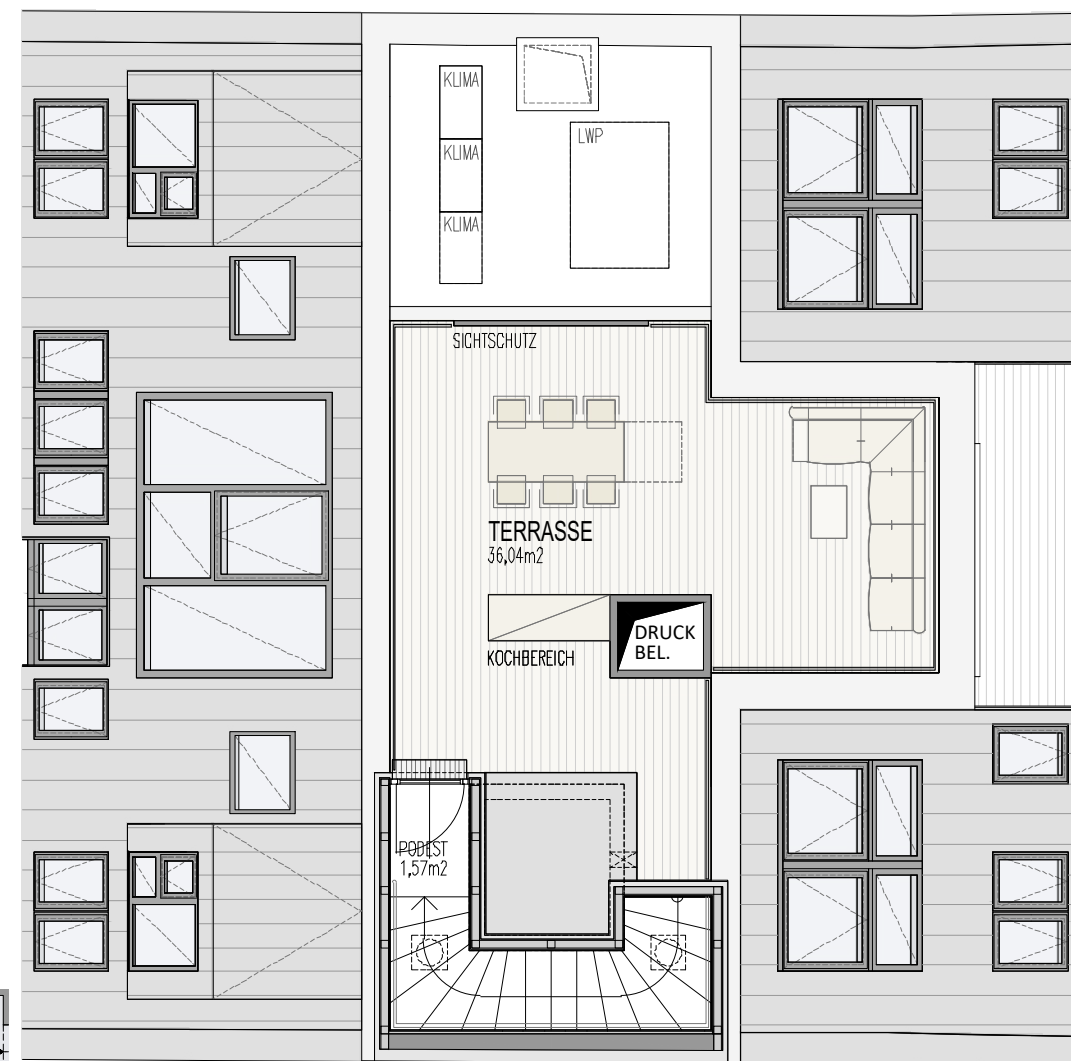 KLIMA
KLIMA
KLIMA
LWP
SICHTSCHUTZ
TERRASSE
36,04m2
DRUCK
BEL.
KOCHBEREICH
PODEST
1,57m2